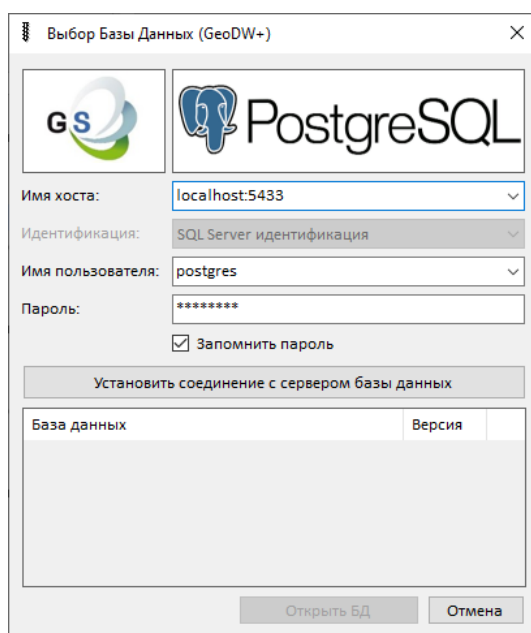 Выбор Базы Данных (GeoDW+)
GS
PostgreSQL
Имя хоста: localhost:5433
Идентификация: SQL Server идентификация
Имя пользователя: postgres
Пароль: ********
Запомнить пароль
Установить соединение с сервером базы данных
База данных Версия
Открыть БД Отмена